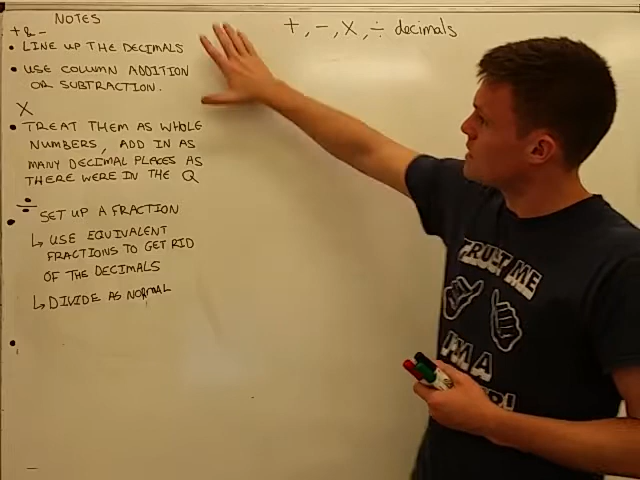 NOTES
+, -, X, ÷ decimals
+ & -
• LINE UP THE DECIMALS
• USE COLUMN ADDITION
OR SUBTRACTION.
X
• TREAT THEM AS WHOLE
NUMBERS, ADD IN AS
MANY DECIMAL PLACES AS
THERE WERE IN THE Q
÷
• SET UP A FRACTION
↳ USE EQUIVALENT
FRACTIONS TO GET RID
OF THE DECIMALS
↳ DIVIDE AS NORMAL
TRUST ME
I'M A